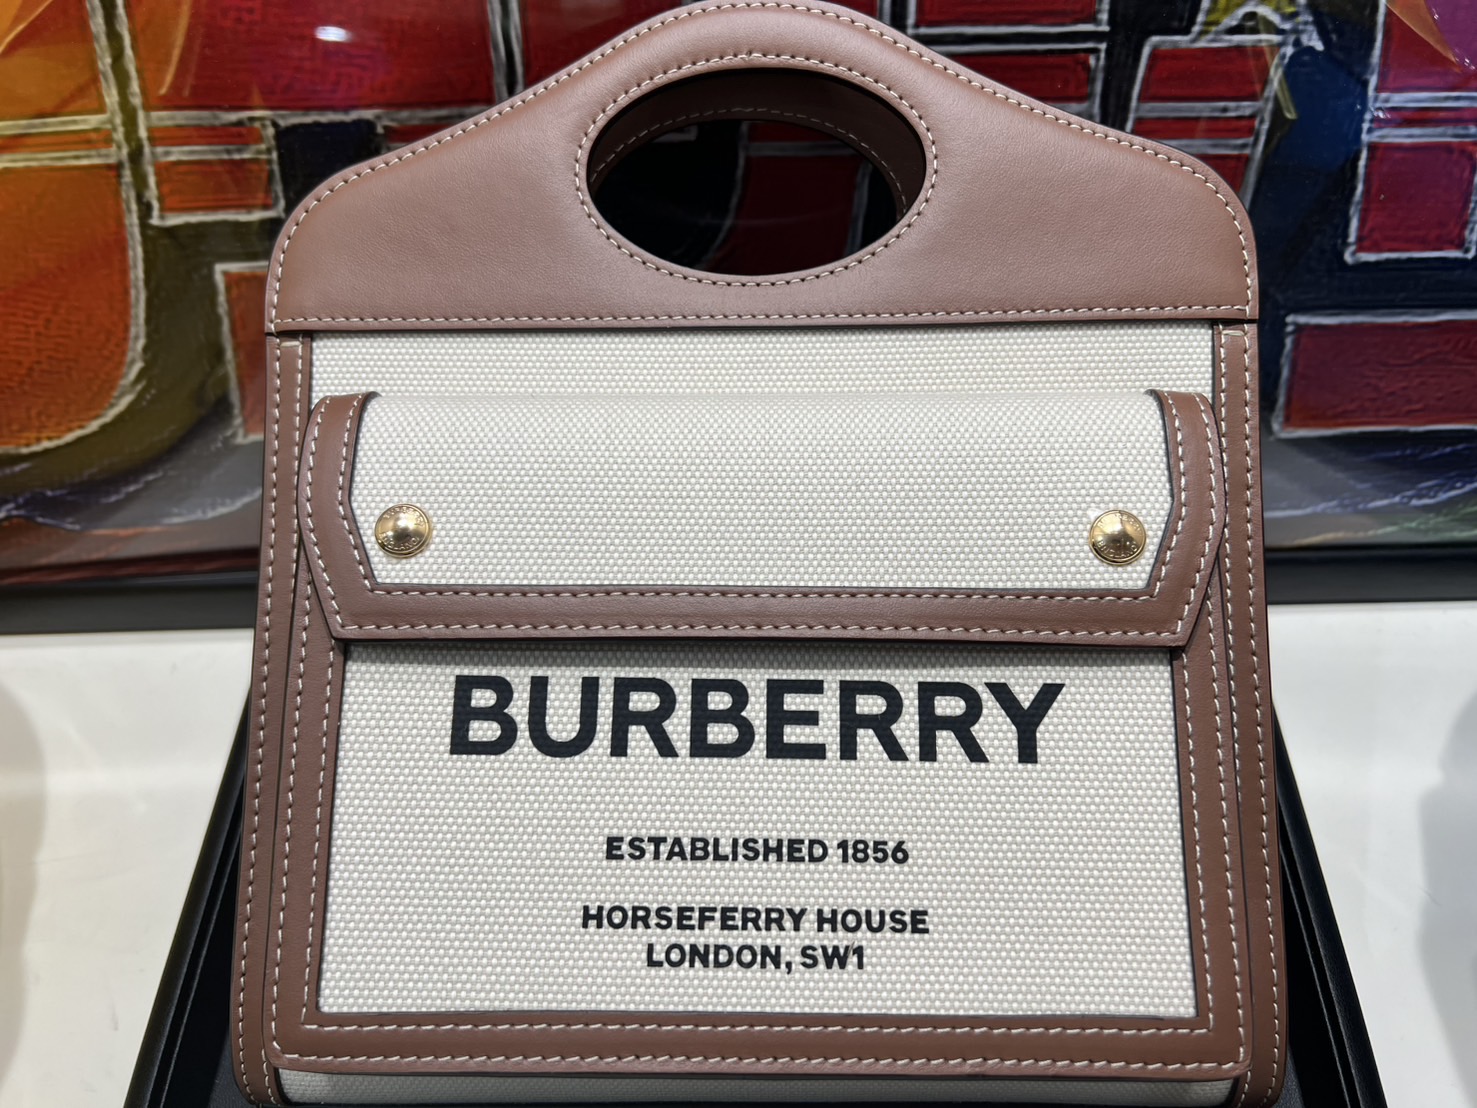 BURBERRY
ESTABLISHED 1856
HORSEFERRY HOUSE
LONDON, SW1